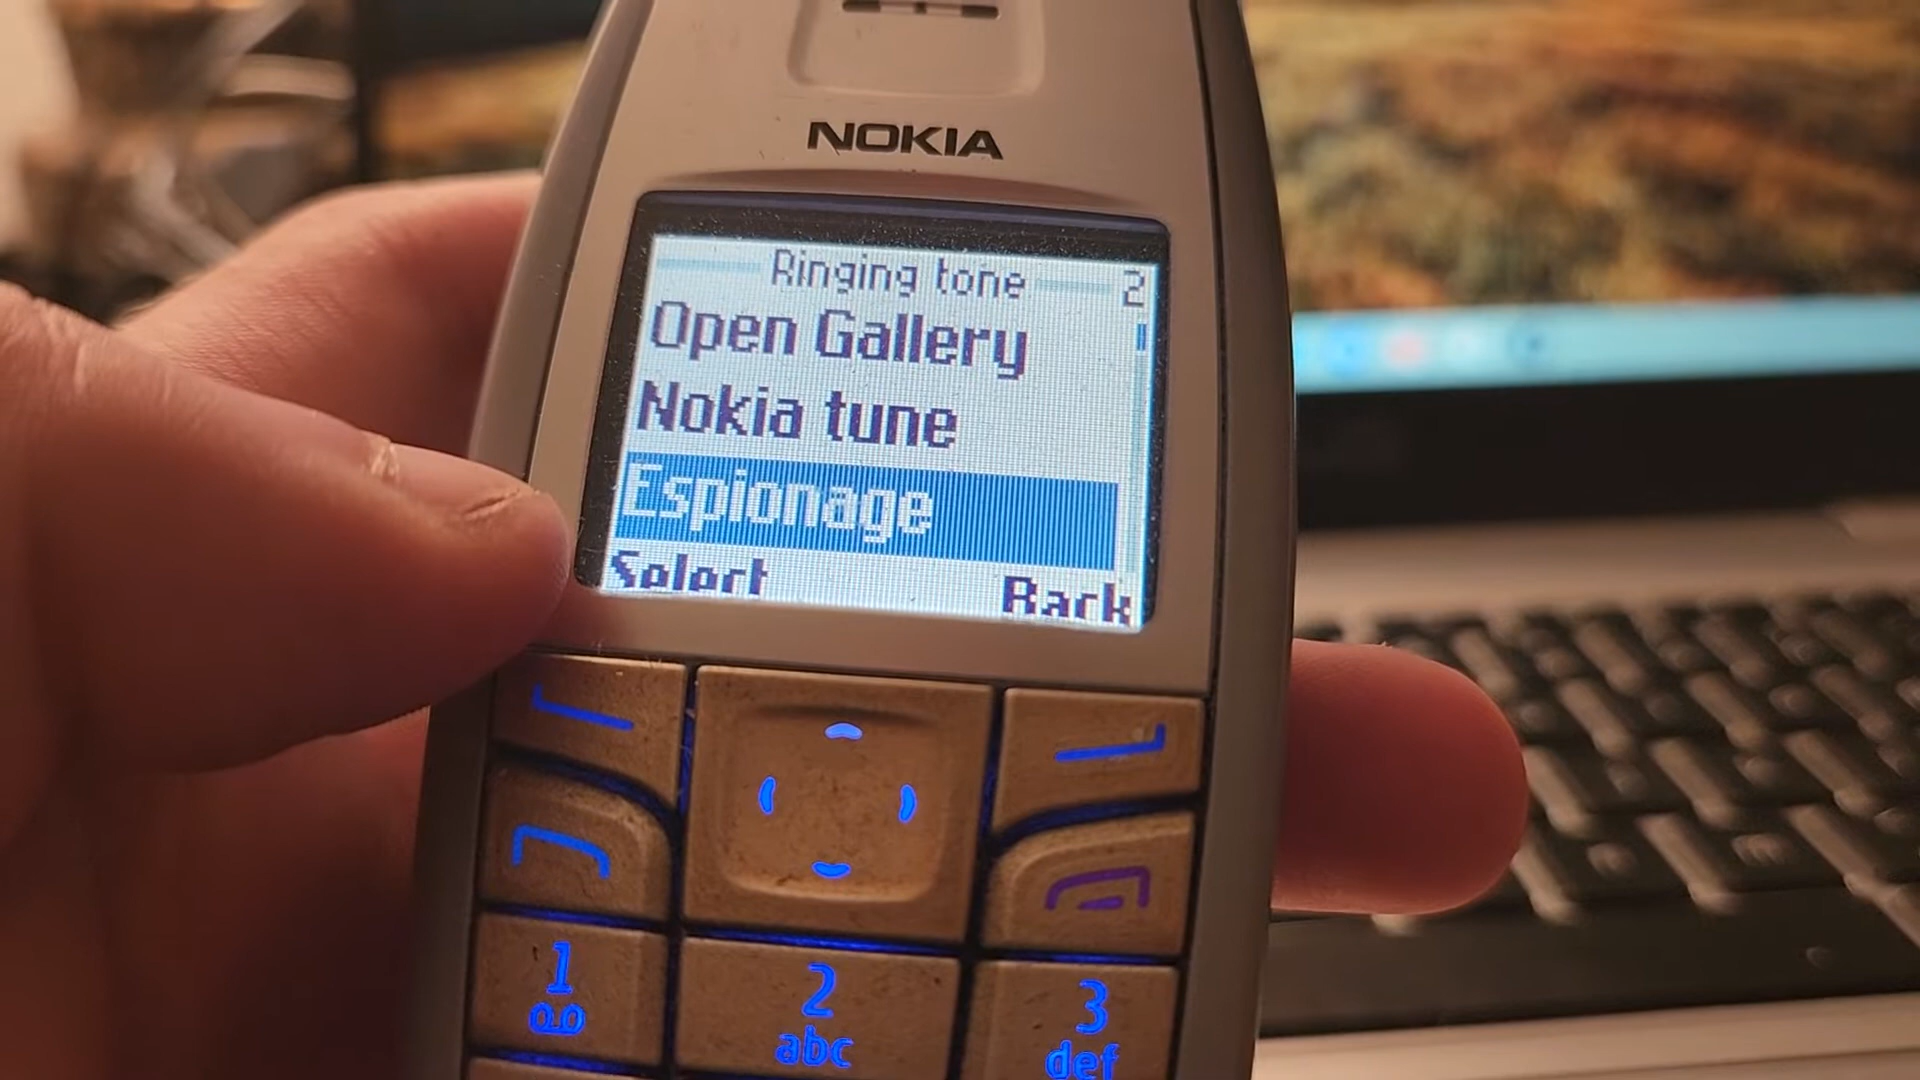 NOKIA
Ringing tone 2
Open Gallery
Nokia tune
Espionage
Select Back
1
2 abc
3 def